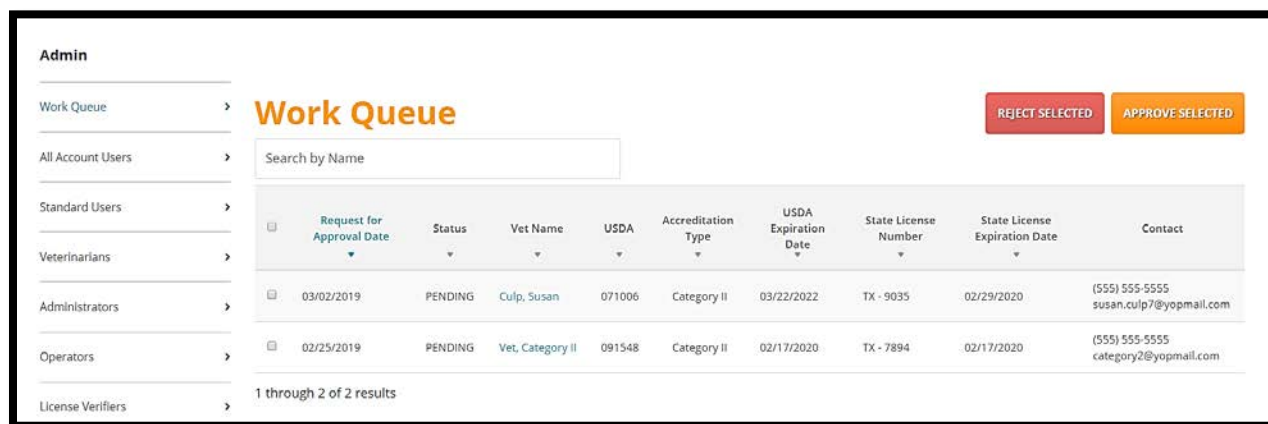 Admin
Work Queue
All Account Users
Standard Users
Veterinarians
Administrators
Operators
License Verifiers
Work Queue
REJECT SELECTED
APPROVE SELECTED
Search by Name
Request for
Approval Date
Status
Vet Name
USDA
Accreditation
Type
USDA
Expiration
Date
State License
Number
State License
Expiration Date
Contact
03/02/2019 PENDING Culp, Susan 071006 Category II 03/22/2022 TX - 9035 02/29/2020 (555) 555-5555
susan.culp7@yopmail.com
02/25/2019 PENDING Vet, Category II 091548 Category II 02/17/2020 TX - 7894 02/17/2020 (555) 555-5555
category2@yopmail.com
1 through 2 of 2 results